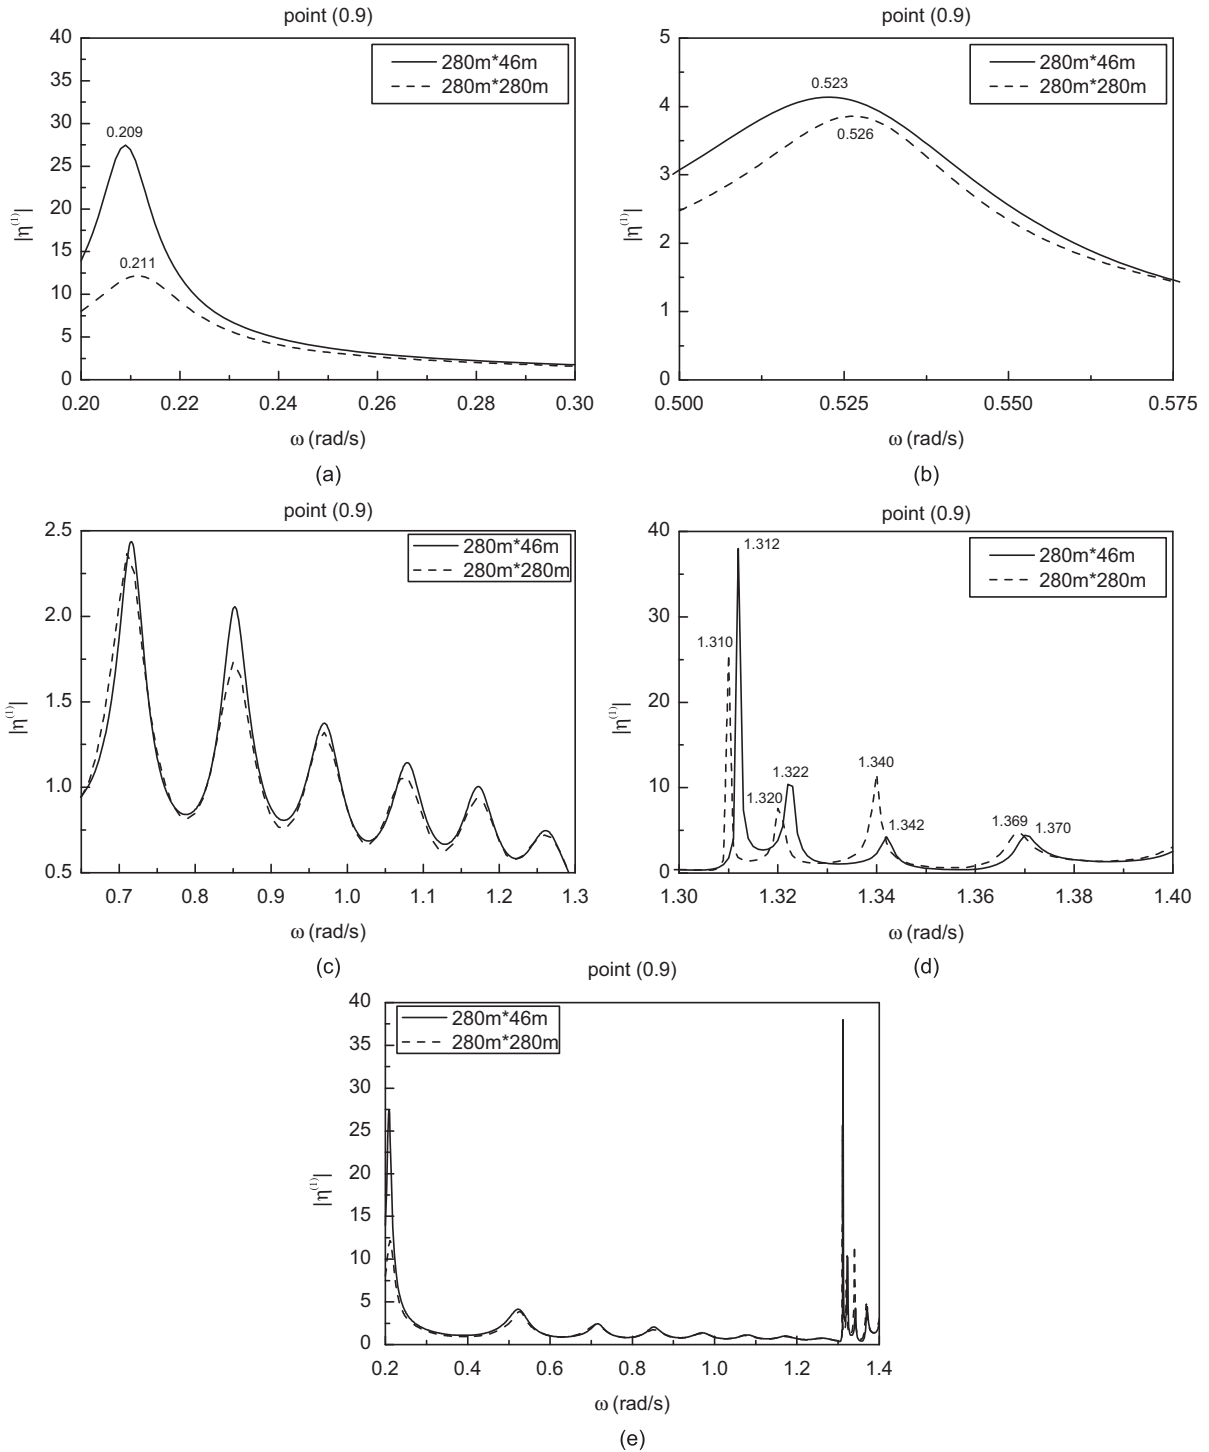 point (0.9)
40
35
30
25
20
15
10
5
0
|η⁽¹⁾|
280m*46m
280m*280m
0.209
0.211
0.20
0.22
0.24
0.26
0.28
0.30
ω (rad/s)
(a)
point (0.9)
5
4
3
2
1
0
|η⁽¹⁾|
280m*46m
280m*280m
0.523
0.526
0.500
0.525
0.550
0.575
ω (rad/s)
(b)
point (0.9)
2.5
2.0
1.5
1.0
0.5
|η⁽¹⁾|
280m*46m
280m*280m
0.7
0.8
0.9
1.0
1.1
1.2
1.3
ω (rad/s)
(c)
point (0.9)
40
30
20
10
0
|η⁽¹⁾|
280m*46m
280m*280m
1.312
1.310
1.322
1.320
1.340
1.342
1.369
1.370
1.30
1.32
1.34
1.36
1.38
1.40
ω (rad/s)
(d)
point (0.9)
40
35
30
25
20
15
10
5
0
|η⁽¹⁾|
280m*46m
280m*280m
0.2
0.4
0.6
0.8
1.0
1.2
1.4
ω (rad/s)
(e)